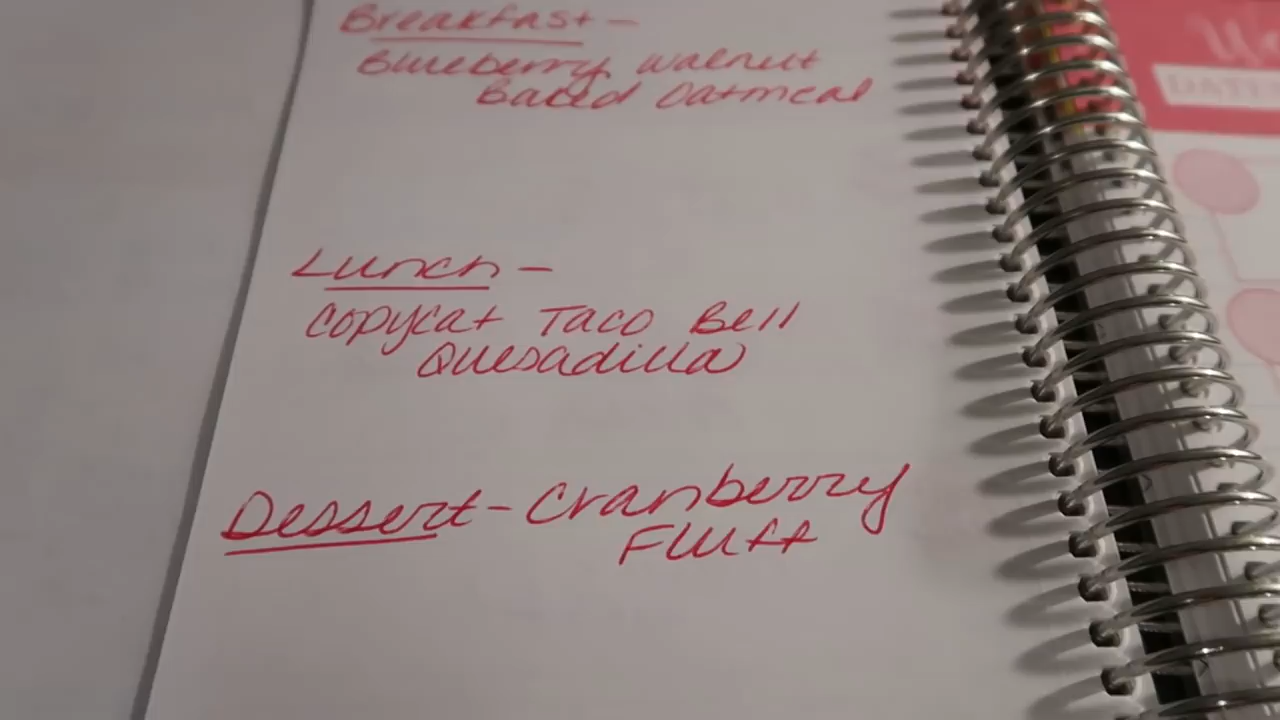 Breakfast-
Blueberry Walnut
Baked Oatmeal
Lunch-
Copycat Taco Bell
Quesadilla
Dessert-Cranberry
Fluff